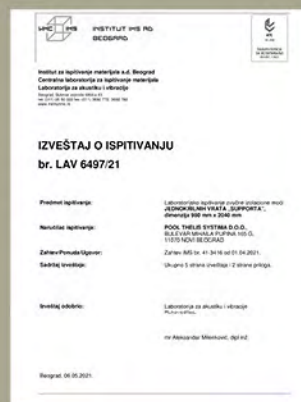 INSTITUT IMS AD
BEOGRAD
Institut za ispitivanje materijala a.d. Beograd
Centralna laboratorija za ispitivanje materijala
Laboratorija za akustiku i vibracije
IZVEŠTAJ O ISPITIVANJU
br. LAV 6497/21
Predmet ispitivanja:
Laboratorijsko ispitivanje zvučne izolacione moći
JEDNOKRILNIH VRATA „SUPPORTA“,
dimenzija 900 mm x 2040 mm
Naručilac ispitivanja:
POOL THELIS SYSTEMA D.O.O.,
BULEVAR MIHAJLA PUPINA 105 G,
11070 NOVI BEOGRAD
Zahtev/Ponuda/Ugovor:
Zahtev IMS br. 41-3416 od 01.04.2021.
Sadržaj izveštaja:
Ukupno 5 strana izveštaja i 2 strane priloga.
Izveštaj odobrio:
Laboratorija za akustiku i vibracije
mr Aleksandar Milenković, dipl.inž.
Beograd, 06.05.2021.